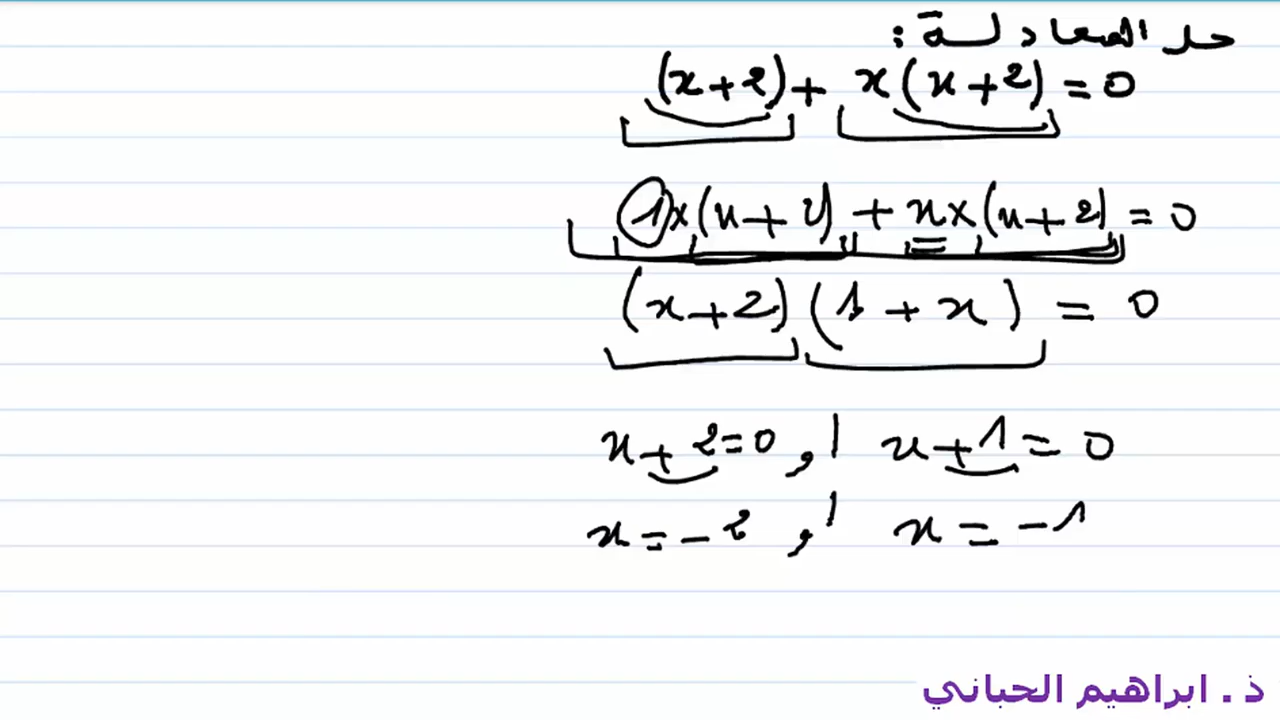 حل المعادلة :
(x+2)+ x(x+2)=0
1×(x+2)+x×(x+2)=0
(x+2)(1+x)=0
x+2=0 أو x+1=0
x=-2 أو x=-1
ذ . ابراهيم الحباني